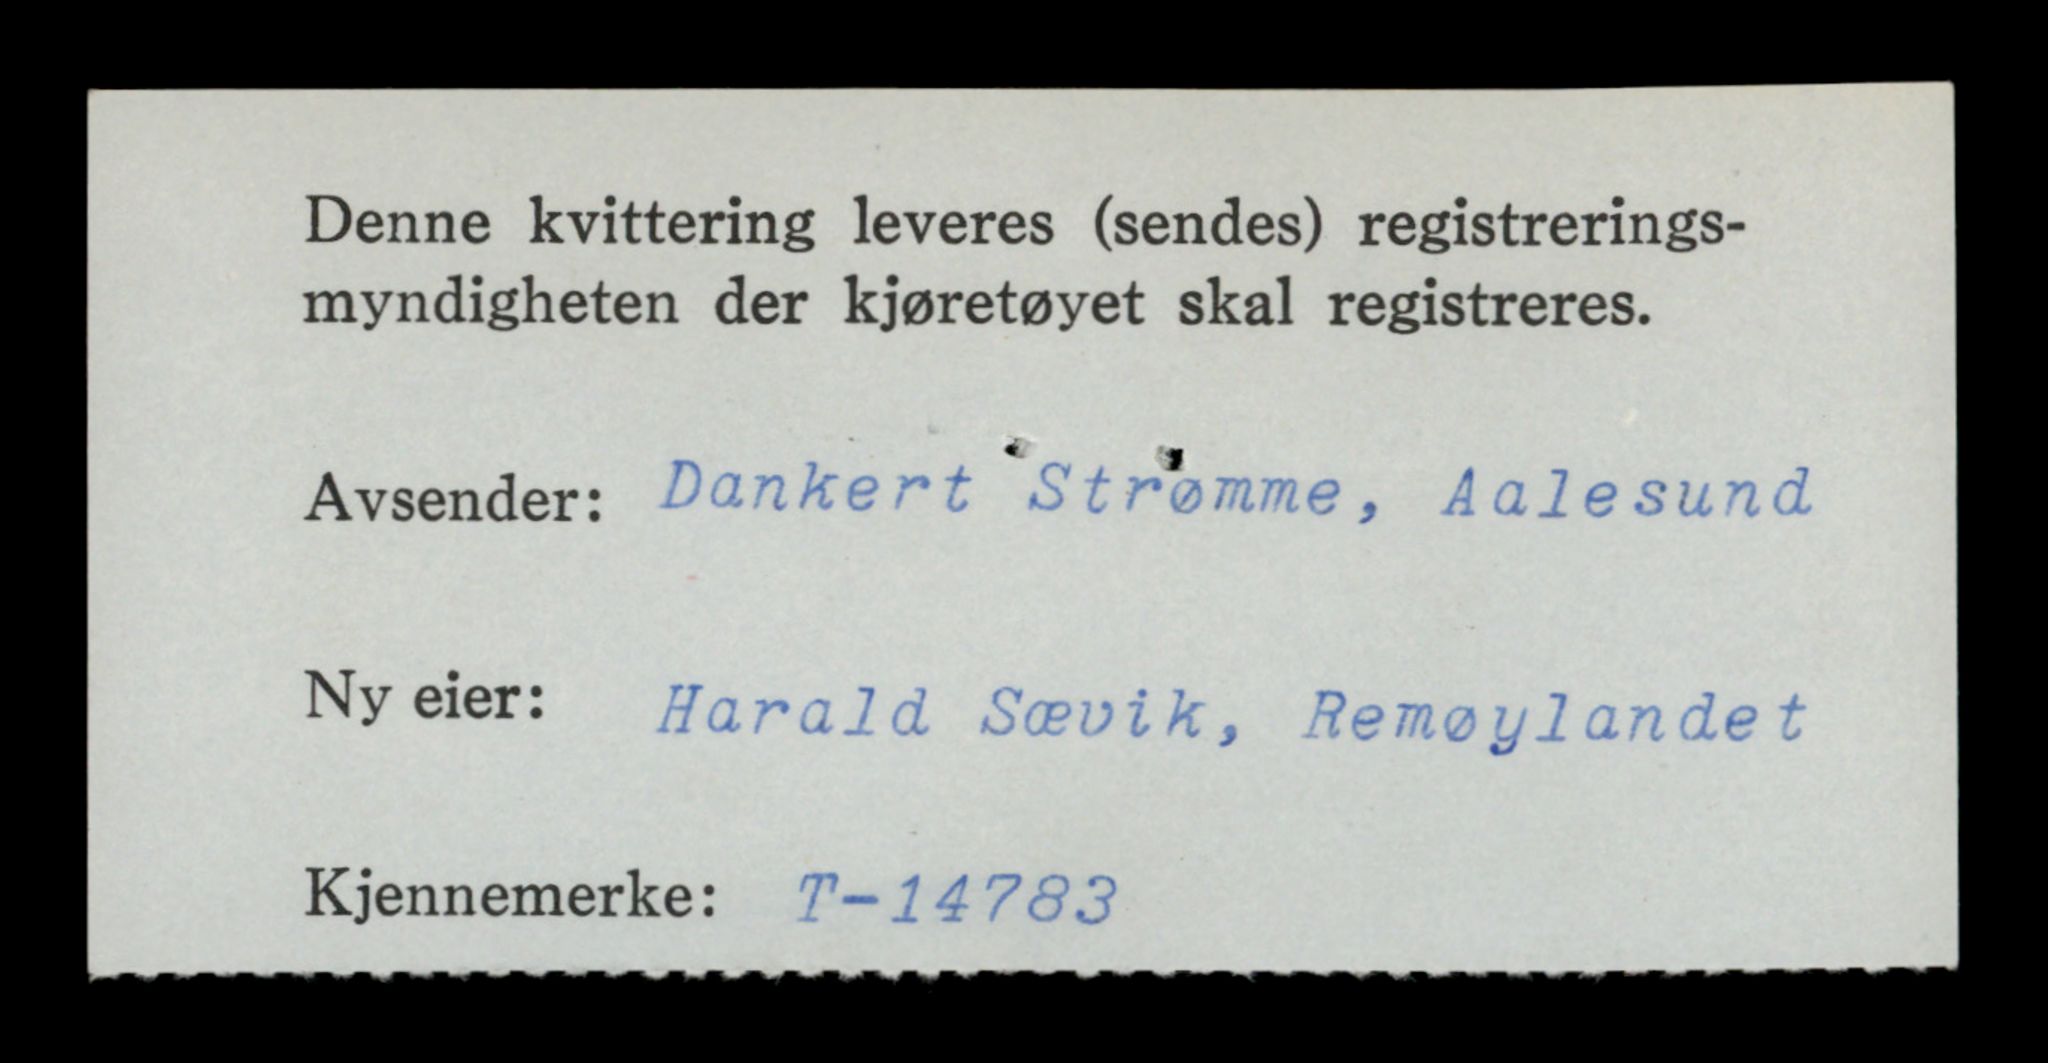 Denne kvittering leveres (sendes) registrerings-
myndigheten der kjøretøyet skal registreres.
Avsender: Dankert Strømme, Aalesund
Ny eier: Harald Sævik, Remøylandet
Kjennemerke: T-14783